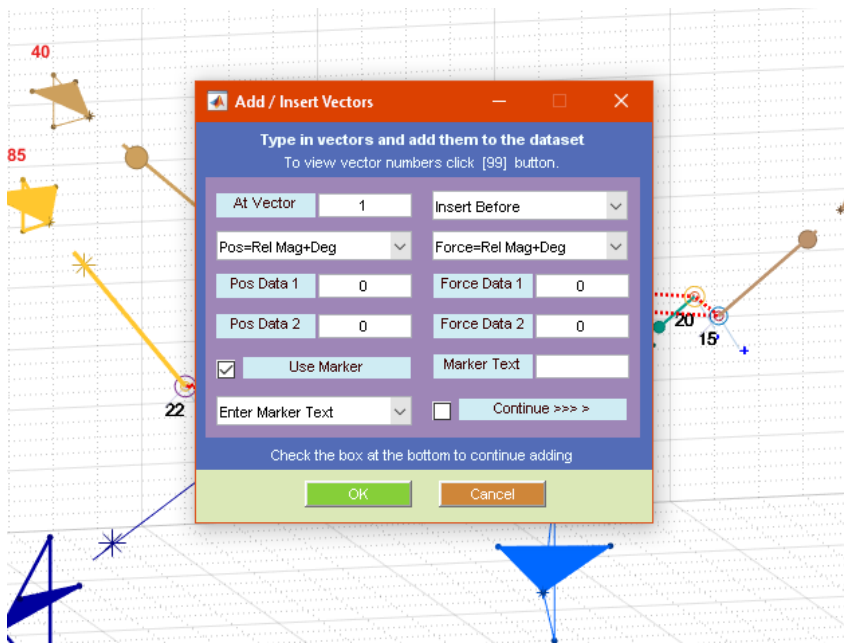 40
85
Add / Insert Vectors
Type in vectors and add them to the dataset
To view vector numbers click [99] button.
At Vector 1 Insert Before
Pos=Rel Mag+Deg Force=Rel Mag+Deg
Pos Data 1 0 Force Data 1 0
Pos Data 2 0 Force Data 2 0
Use Marker Marker Text
Enter Marker Text Continue >>> >
Check the box at the bottom to continue adding
OK Cancel
20
15
22